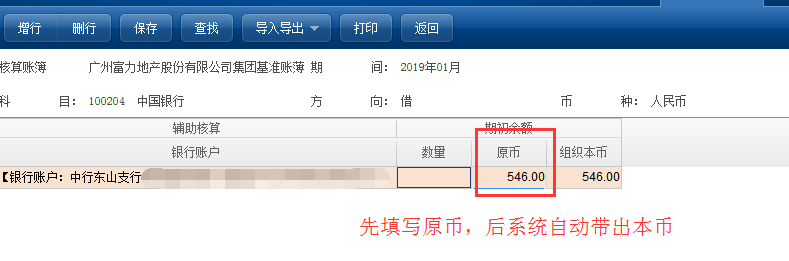 增行 删行 保存 查找 导入导出 打印 返回
核算账簿 广州富力地产股份有限公司集团基准账簿 期 间: 2019年01月
科 目: 100204 中国银行 方 向: 借 币 种: 人民币
辅助核算 期初余额
银行账户 数量 原币 组织本币
【银行账户: 中行东山支行 546.00 546.00
先填写原币，后系统自动带出本币